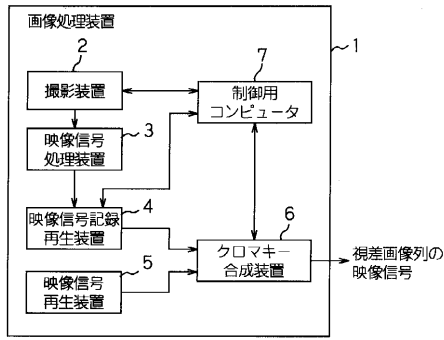 画像処理装置
1
2
撮影装置
7
制御用
コンピュータ
3
映像信号
処理装置
4
映像信号記録
再生装置
6
クロマキー
合成装置
視差画像列の
映像信号
5
映像信号
再生装置